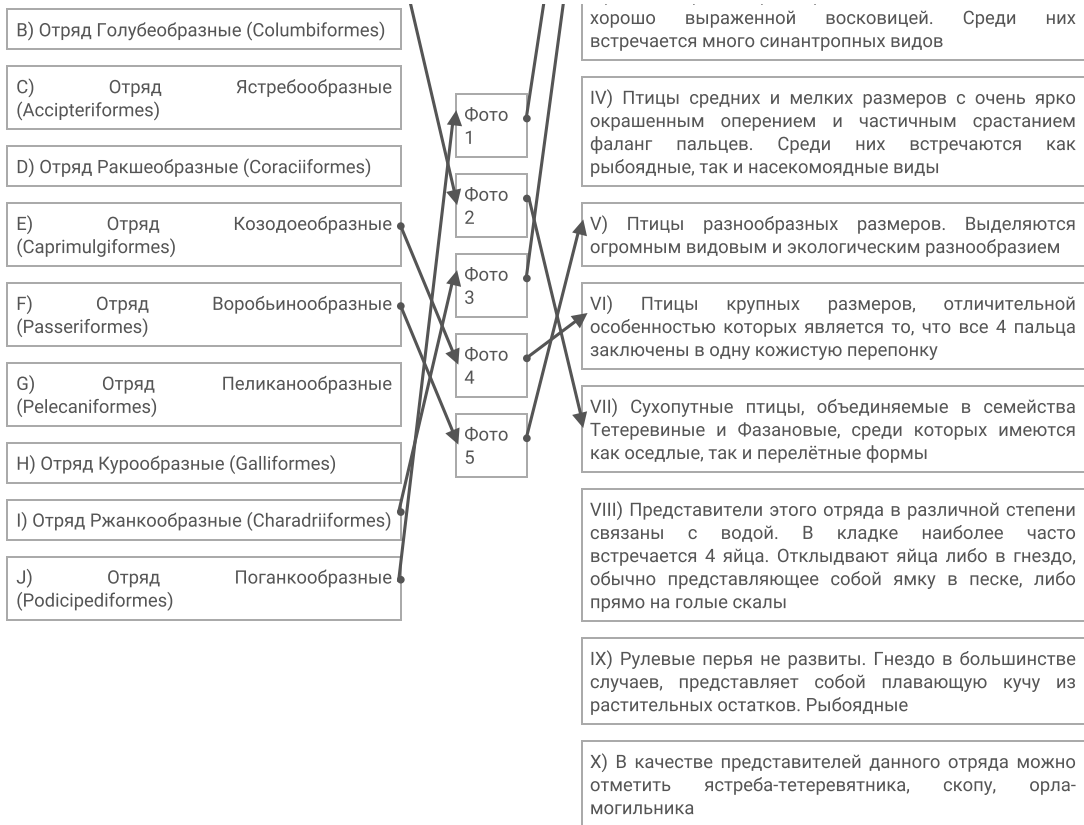 B) Отряд Голубеобразные (Columbiformes)
C) Отряд Ястребообразные
(Accipteriformes)
D) Отряд Ракшеобразные (Coraciiformes)
E) Отряд Козодоеобразные
(Caprimulgiformes)
F) Отряд Воробьинообразные
(Passeriformes)
G) Отряд Пеликанообразные
(Pelecaniformes)
H) Отряд Курообразные (Galliformes)
I) Отряд Ржанкообразные (Charadriiformes)
J) Отряд Поганкообразные
(Podicipediformes)
Фото
1
Фото
2
Фото
3
Фото
4
Фото
5
хорошо выраженной восковицей. Среди них
встречается много синантропных видов
IV) Птицы средних и мелких размеров с очень ярко
окрашенным оперением и частичным срастанием
фаланг пальцев. Среди них встречаются как
рыбоядные, так и насекомоядные виды
V) Птицы разнообразных размеров. Выделяются
огромным видовым и экологическим разнообразием
VI) Птицы крупных размеров, отличительной
особенностью которых является то, что все 4 пальца
заключены в одну кожистую перепонку
VII) Сухопутные птицы, объединяемые в семейства
Тетеревиные и Фазановые, среди которых имеются
как оседлые, так и перелётные формы
VIII) Представители этого отряда в различной степени
связаны с водой. В кладке наиболее часто
встречается 4 яйца. Отклыдвают яйца либо в гнездо,
обычно представляющее собой ямку в песке, либо
прямо на голые скалы
IX) Рулевые перья не развиты. Гнездо в большинстве
случаев, представляет собой плавающую кучу из
растительных остатков. Рыбоядные
X) В качестве представителей данного отряда можно
отметить ястреба-тетеревятника, скопу, орла-
могильника